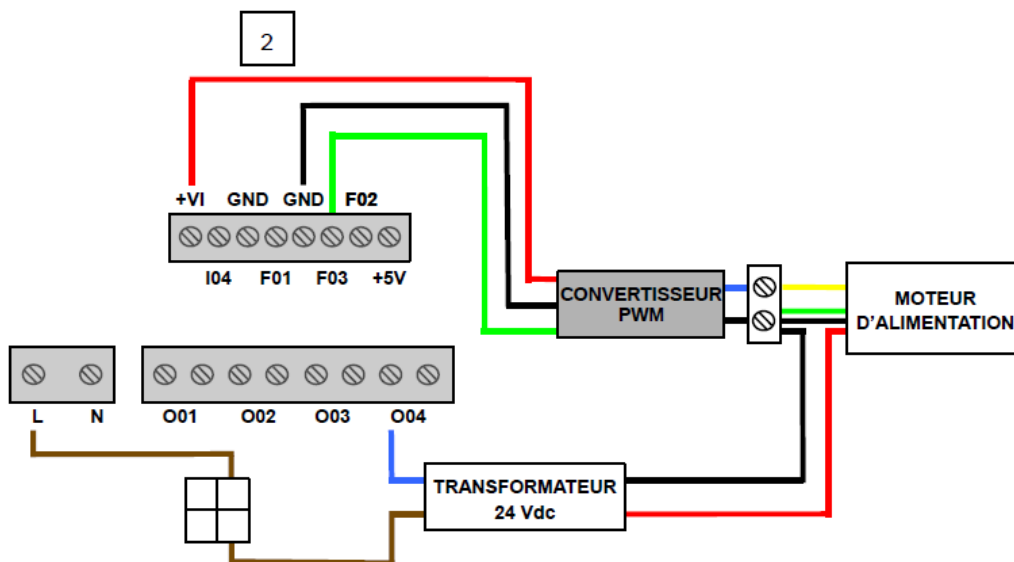 2
+VI GND GND F02
I04 F01 F03 +5V
CONVERTISSEUR
PWM
MOTEUR
D'ALIMENTATION
L N O01 O02 O03 O04
TRANSFORMATEUR
24 Vdc